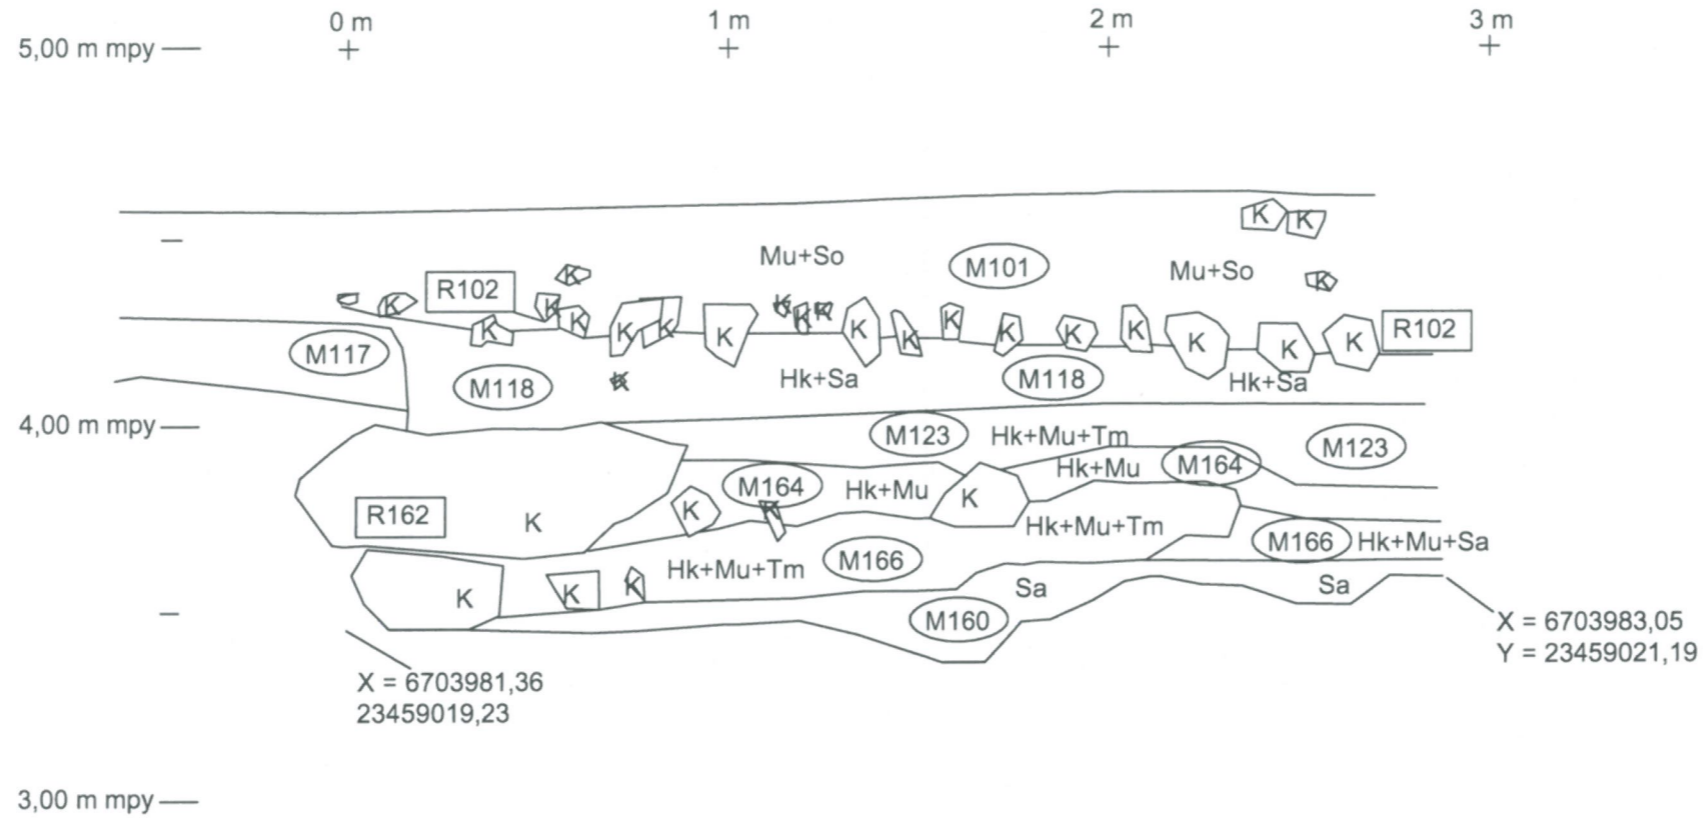 0 m 1 m 2 m 3 m
5,00 m mpy
K K
Mu+So M101 Mu+So
K K
R102
K K K K K K K
K K K K K K K K K K K K K K K R102
M117
M118 K Hk+Sa M118 Hk+Sa
4,00 m mpy
M123 Hk+Mu+Tm M123
Hk+Mu M164
M164 Hk+Mu K
K K
R162 K Hk+Mu+Tm
M166 Hk+Mu+Sa
Hk+Mu+Tm M166
K K K Sa Sa
M160
X = 6703983,05
Y = 23459021,19
X = 6703981,36
23459019,23
3,00 m mpy